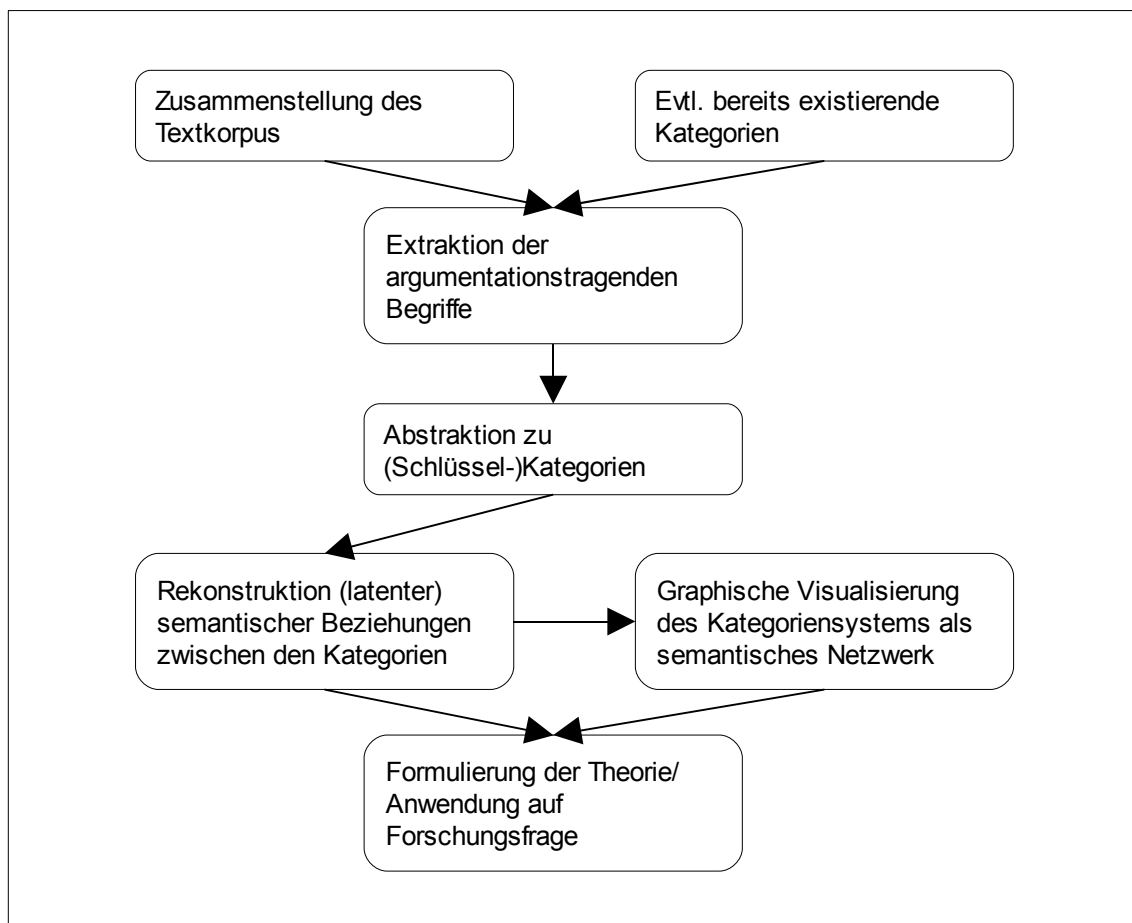 Zusammenstellung des
Textkorpus
Evtl. bereits existierende
Kategorien
Extraktion der
argumentationstragenden
Begriffe
Abstraktion zu
(Schlüssel-)Kategorien
Rekonstruktion (latenter)
semantischer Beziehungen
zwischen den Kategorien
Graphische Visualisierung
des Kategoriensystems als
semantisches Netzwerk
Formulierung der Theorie/
Anwendung auf
Forschungsfrage